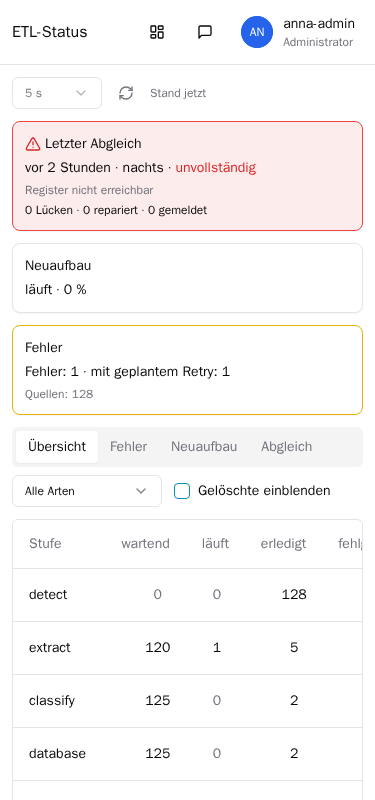 ETL-Status
AN
anna-admin
Administrator
5 s
Stand jetzt
Letzter Abgleich
vor 2 Stunden · nachts · unvollständig
Register nicht erreichbar
0 Lücken · 0 repariert · 0 gemeldet
Neuaufbau
läuft · 0 %
Fehler
Fehler: 1 · mit geplantem Retry: 1
Quellen: 128
Übersicht Fehler Neuaufbau Abgleich
Alle Arten Gelöschte einblenden
Stufe wartend läuft erledigt
detect 0 0 128
extract 120 1 5
classify 125 0 2
database 125 0 2